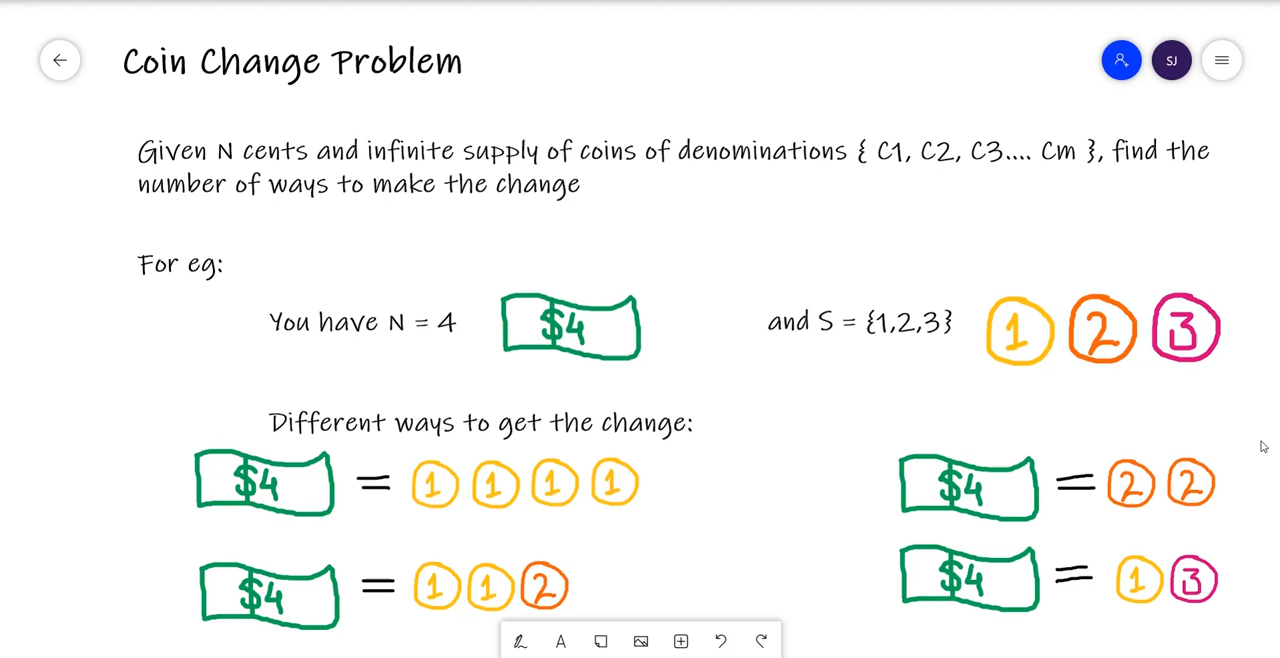 Coin Change Problem
SJ
Given N cents and infinite supply of coins of denominations { C1, C2, C3.... Cm }, find the
number of ways to make the change
For eg:
You have N = 4 $4 and S = {1,2,3} 1 2 3
Different ways to get the change:
$4 = 1 1 1 1
$4 = 2 2
$4 = 1 1 2
$4 = 1 3
A